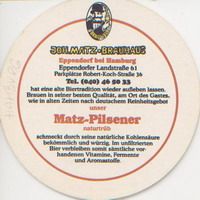 JOH. MATZ-BRAUHAUS
Eppendorf bei Hamburg
Eppendorfer Landstraße 61
Parkplätze Robert-Koch-Straße 36
Tel. (040) 46 50 23
hat eine alte Biertradition wieder aufleben lassen.
Brauen in seiner besten Qualität, am Ort des Gastes,
wie in alten Zeiten nach deutschem Reinheitsgebot
unser
Matz-Pilsener
naturtrüb
schmeckt durch seine natürliche Kohlensäure
bekömmlich und würzig. Im unfiltrierten
Bier verbleiben somit sämtliche vor-
handenen Vitamine, Fermente
und Aromastoffe.